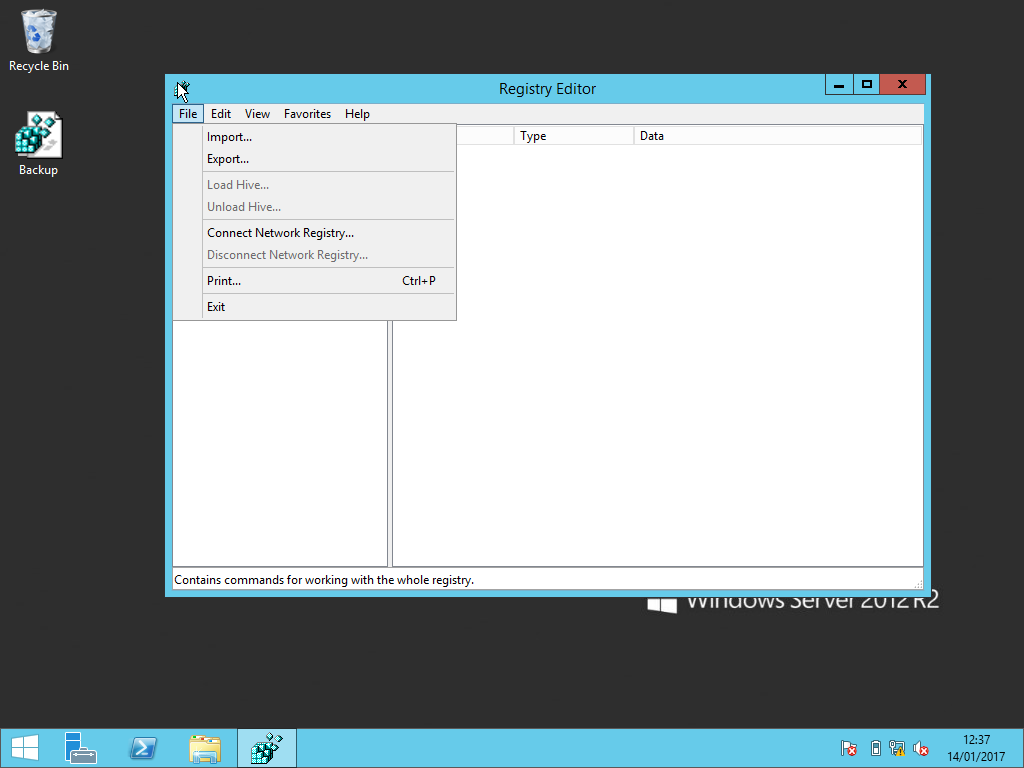 Recycle Bin
Backup
Registry Editor
File Edit View Favorites Help
Import...
Export...
Load Hive...
Unload Hive...
Connect Network Registry...
Disconnect Network Registry...
Print... Ctrl+P
Exit
Type Data
Contains commands for working with the whole registry.
Windows Server 2012 R2
12:37
14/01/2017